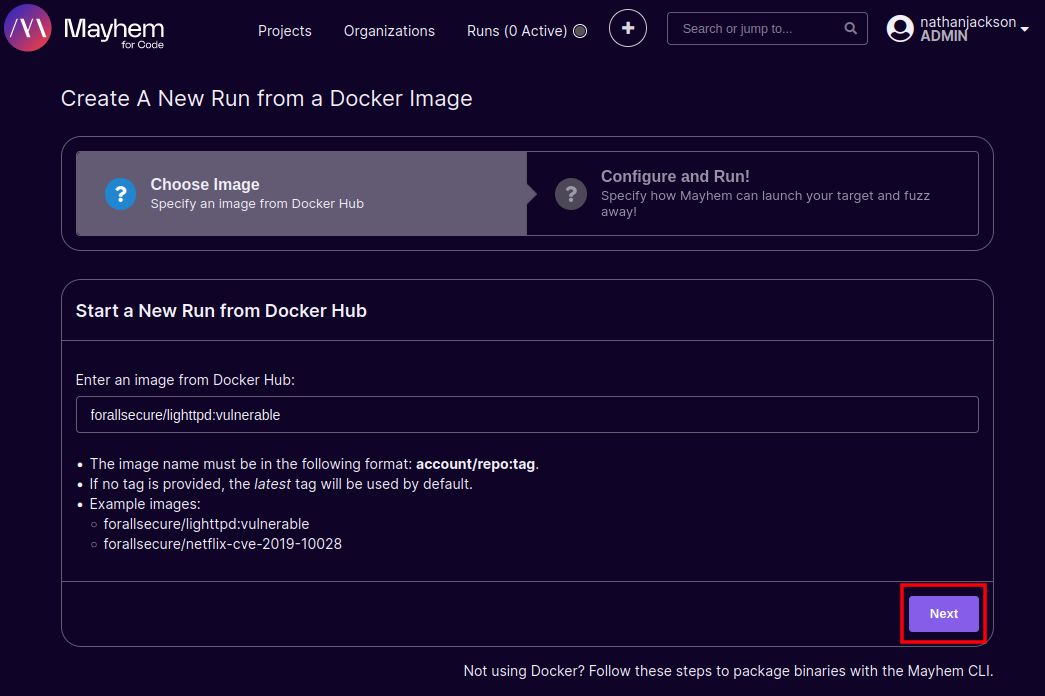 Mayhem
for Code
Projects
Organizations
Runs (0 Active)
Search or jump to...
nathanjackson
ADMIN
Create A New Run from a Docker Image
Choose Image
Specify an image from Docker Hub
Configure and Run!
Specify how Mayhem can launch your target and fuzz
away!
Start a New Run from Docker Hub
Enter an image from Docker Hub:
forallsecure/lighttpd:vulnerable
The image name must be in the following format: account/repo:tag.
If no tag is provided, the latest tag will be used by default.
Example images:
forallsecure/lighttpd:vulnerable
forallsecure/netflix-cve-2019-10028
Next
Not using Docker? Follow these steps to package binaries with the Mayhem CLI.